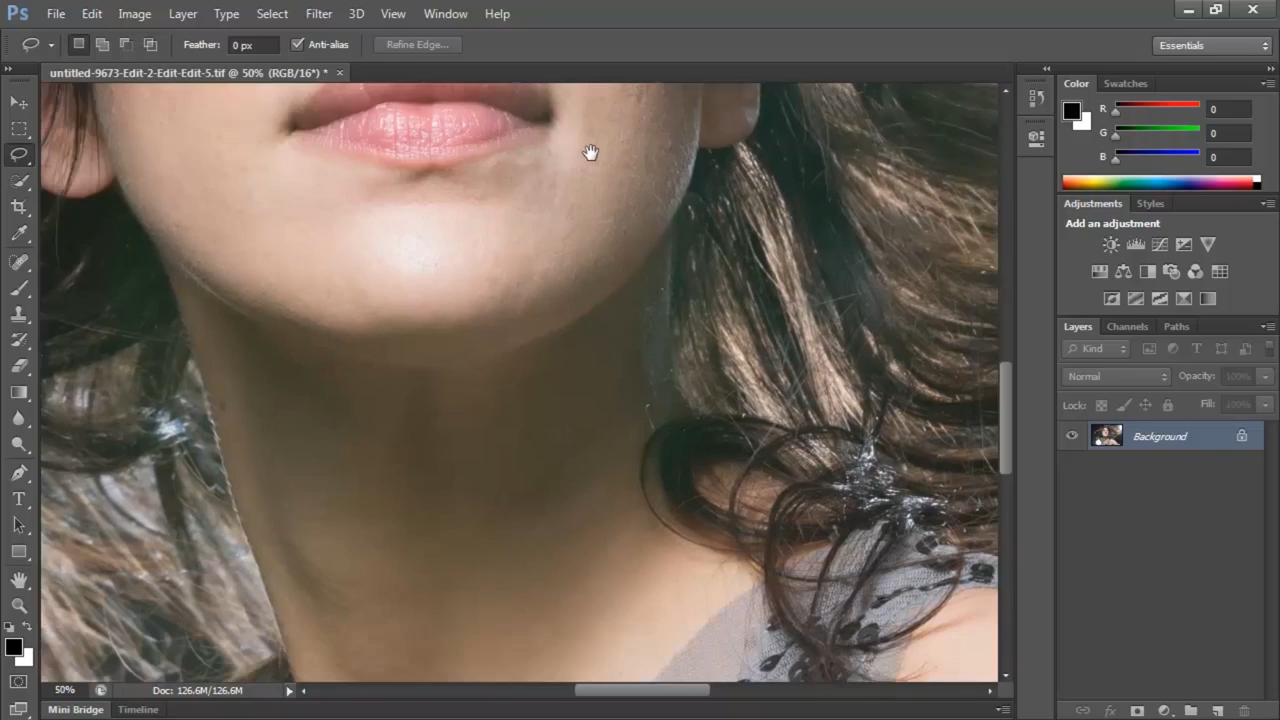 Ps File Edit Image Layer Type Select Filter 3D View Window Help
Feather: 0 px Anti-alias Refine Edge... Essentials
untitled-9673-Edit-2-Edit-Edit-5.tif @ 50% (RGB/16*) * ×
Color Swatches
R 0
G 0
B 0
Adjustments Styles
Add an adjustment
Layers Channels Paths
Kind
Normal Opacity: 100%
Lock: Fill: 100%
Background
T
50% Doc: 126.6M/126.6M
Mini Bridge Timeline
fx